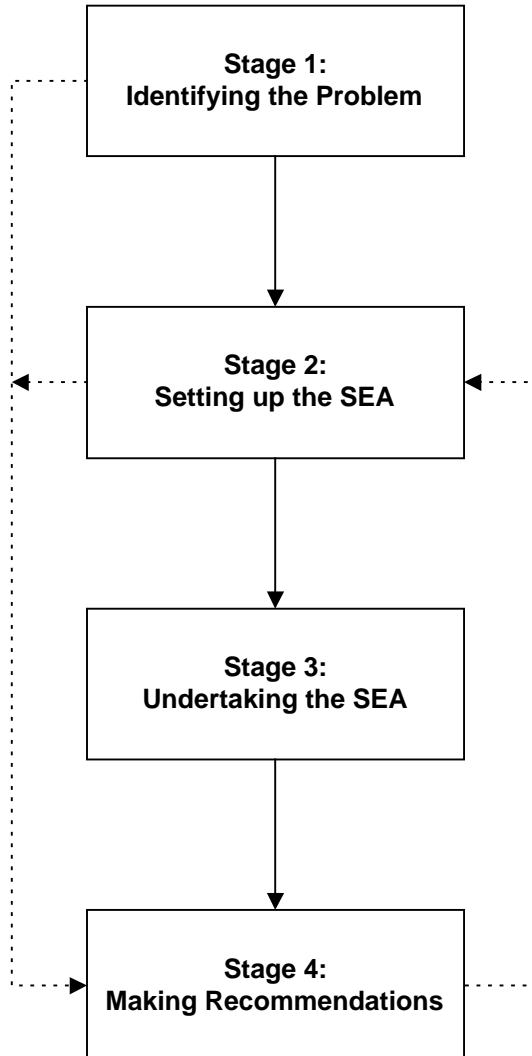 Stage 1:
Identifying the Problem
Stage 2:
Setting up the SEA
Stage 3:
Undertaking the SEA
Stage 4:
Making Recommendations